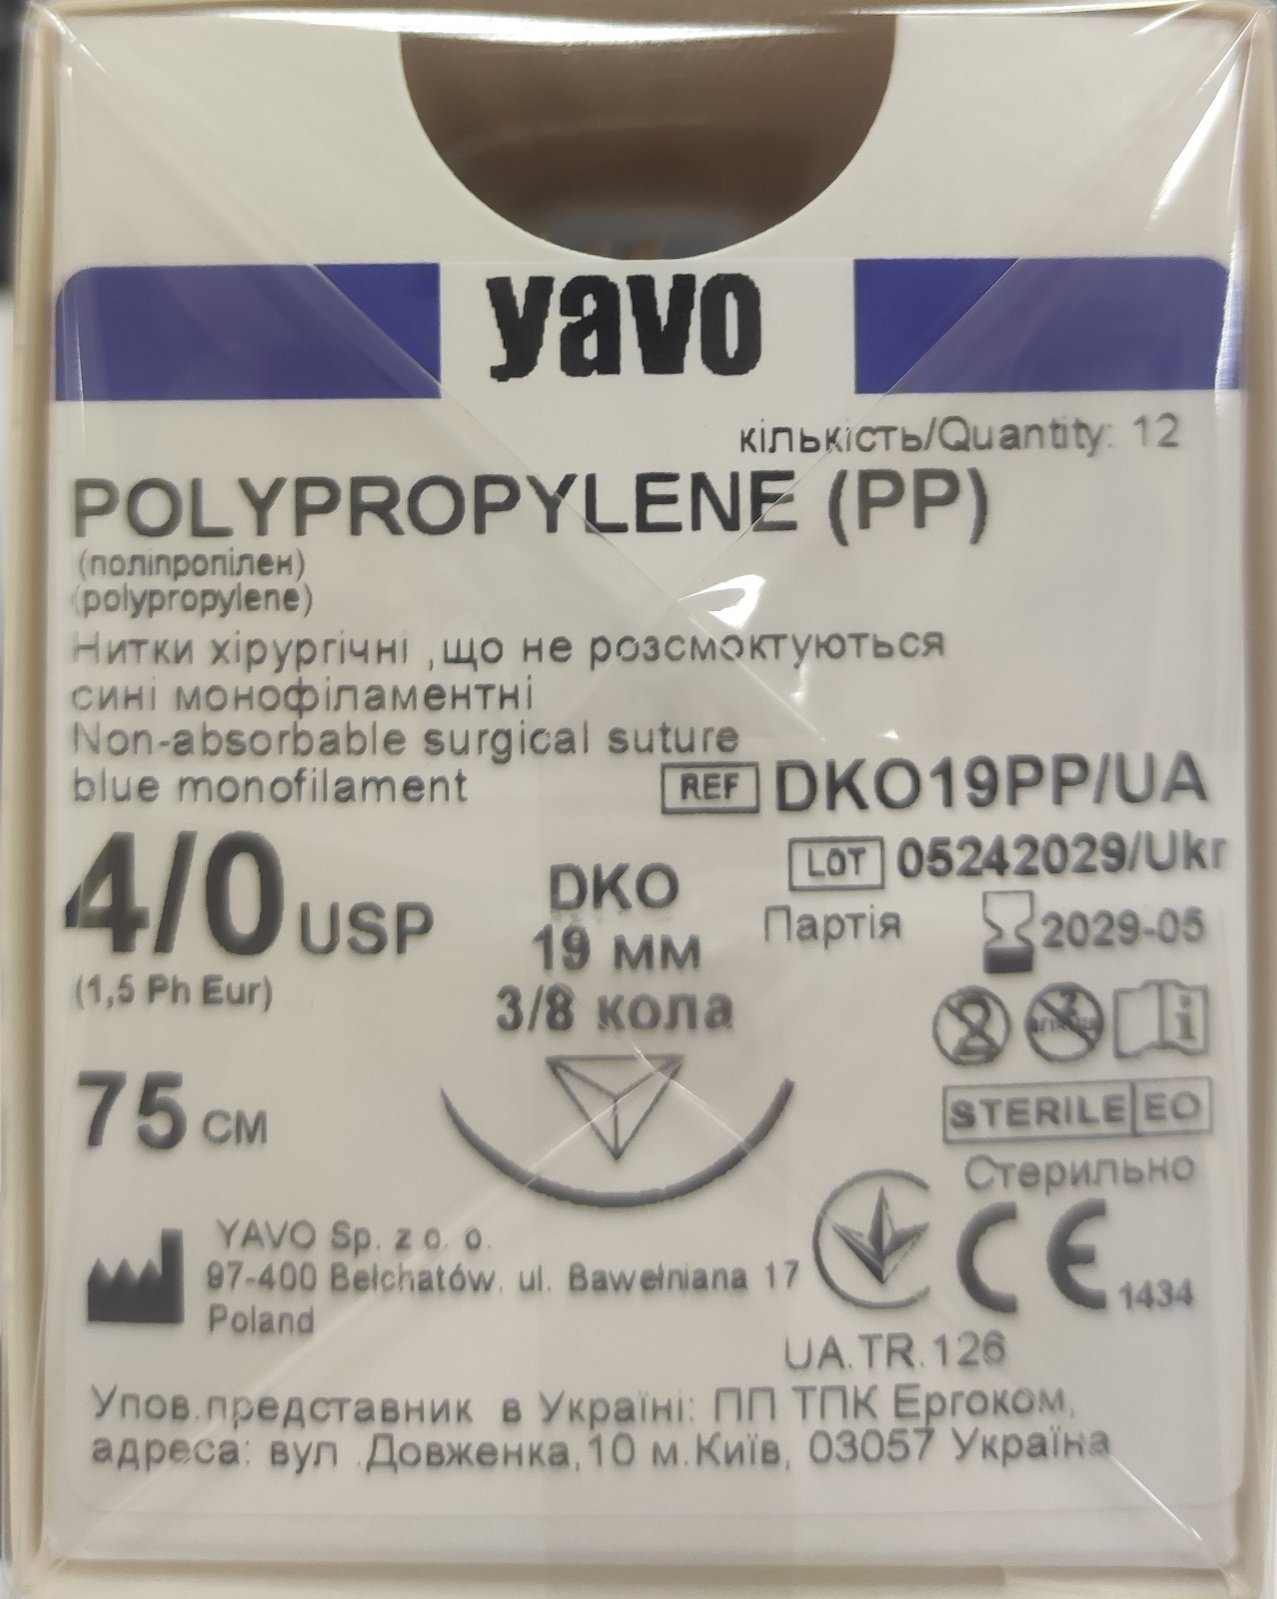 yavo
кількість/Quantity: 12
POLYPROPYLENE (PP)
(поліпропілен)
(polypropylene)
Нитки хірургічні ,що не розсмоктуються
сині монофіламентні
Non-absorbable surgical suture
blue monofilament
REF DKO19PP/UA
4/0 USP
(1,5 Ph Eur)
DKO
19 мм
3/8 кола
LOT 05242029/Ukr
Партія
2029-05
2
75 см
STERILE EO
Стерильно
YAVO Sp. z o. o.
97-400 Bełchatów, ul. Bawełniana 17
Poland
CE 1434
UA.TR.126
Упов.представник в Україні: ПП ТПК Ергоком,
адреса: вул .Довженка,10 м.Київ, 03057 Україна